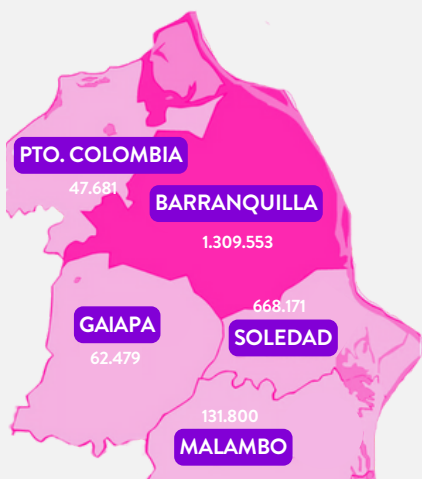 PTO. COLOMBIA
47.681
BARRANQUILLA
1.309.553
GAIAPA
62.479
668.171
SOLEDAD
131.800
MALAMBO